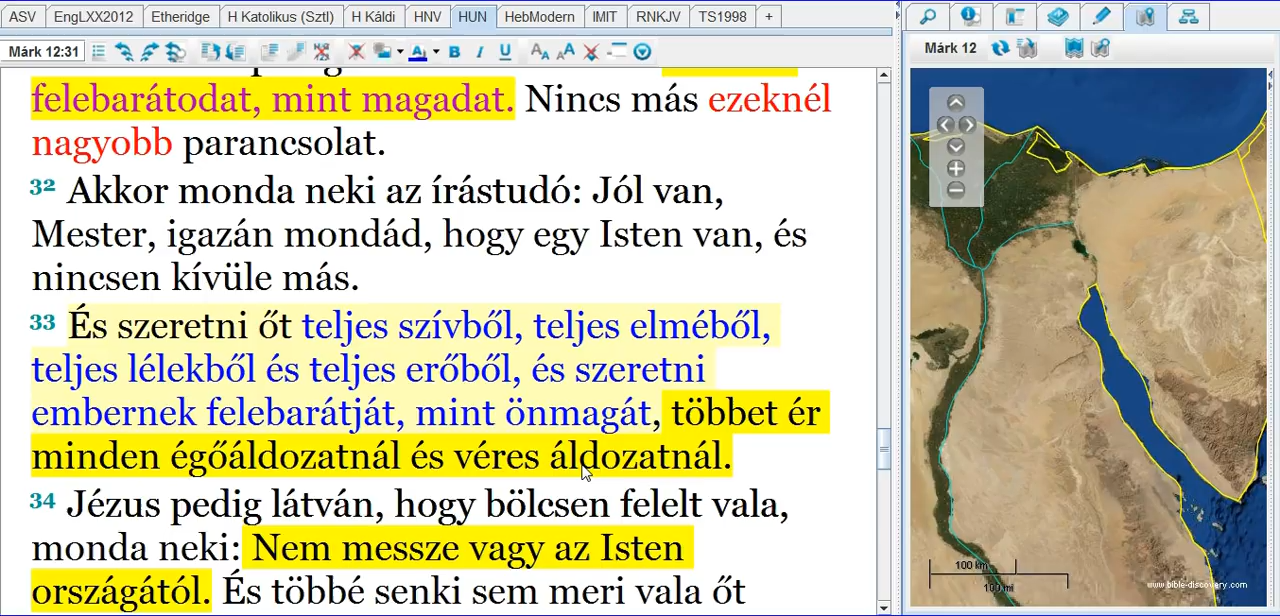 ASV EngLXX2012 Etheridge H Katolikus (Sztl) H Káldi HNV HUN HebModern IMIT RNKJV TS1998 +
Márk 12:31
Márk 12
felebarátodat, mint magadat. Nincs más ezeknél
nagyobb parancsolat.
32 Akkor monda neki az írástudó: Jól van,
Mester, igazán mondád, hogy egy Isten van, és
nincsen kívüle más.
33 És szeretni őt teljes szívből, teljes elméből,
teljes lélekből és teljes erőből, és szeretni
embernek felebarátját, mint önmagát, többet ér
minden égőáldozatnál és véres áldozatnál.
34 Jézus pedig látván, hogy bölcsen felelt vala,
monda neki: Nem messze vagy az Isten
országától. És többé senki sem meri vala őt
100 km
100 mi
www.bible-discovery.com